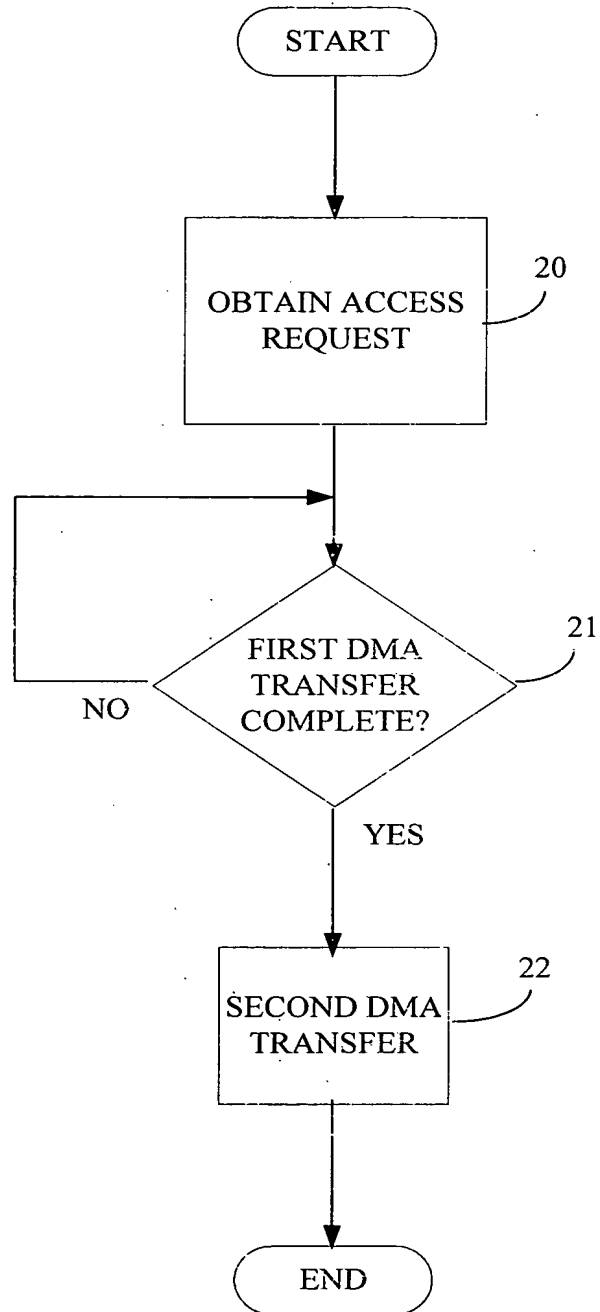 START
20
OBTAIN ACCESS
REQUEST
21
FIRST DMA
TRANSFER
COMPLETE?
NO
YES
22
SECOND DMA
TRANSFER
END